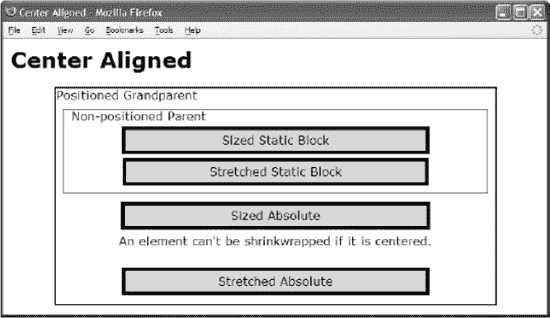 Center Aligned - Mozilla Firefox
File Edit View Go Bookmarks Tools Help
Center Aligned
Positioned Grandparent
Non-positioned Parent
Sized Static Block
Stretched Static Block
Sized Absolute
An element can't be shrinkwrapped if it is centered.
Stretched Absolute